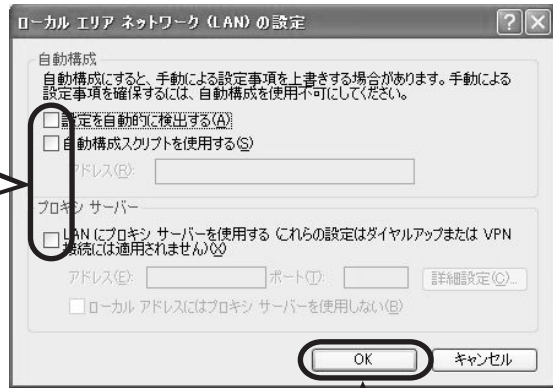 ローカル エリア ネットワーク (LAN) の設定
自動構成
自動構成にすると、手動による設定事項を上書きする場合があります。手動による
設定事項を確保するには、自動構成を使用不可にしてください。
設定を自動的に検出する(A)
自動構成スクリプトを使用する(S)
アドレス(R):
プロキシ サーバー
LAN にプロキシ サーバーを使用する (これらの設定はダイヤルアップまたは VPN
接続には適用されません)(X)
アドレス(E):
ポート(T):
詳細設定(C)...
ローカル アドレスにはプロキシ サーバーを使用しない(B)
OK
キャンセル